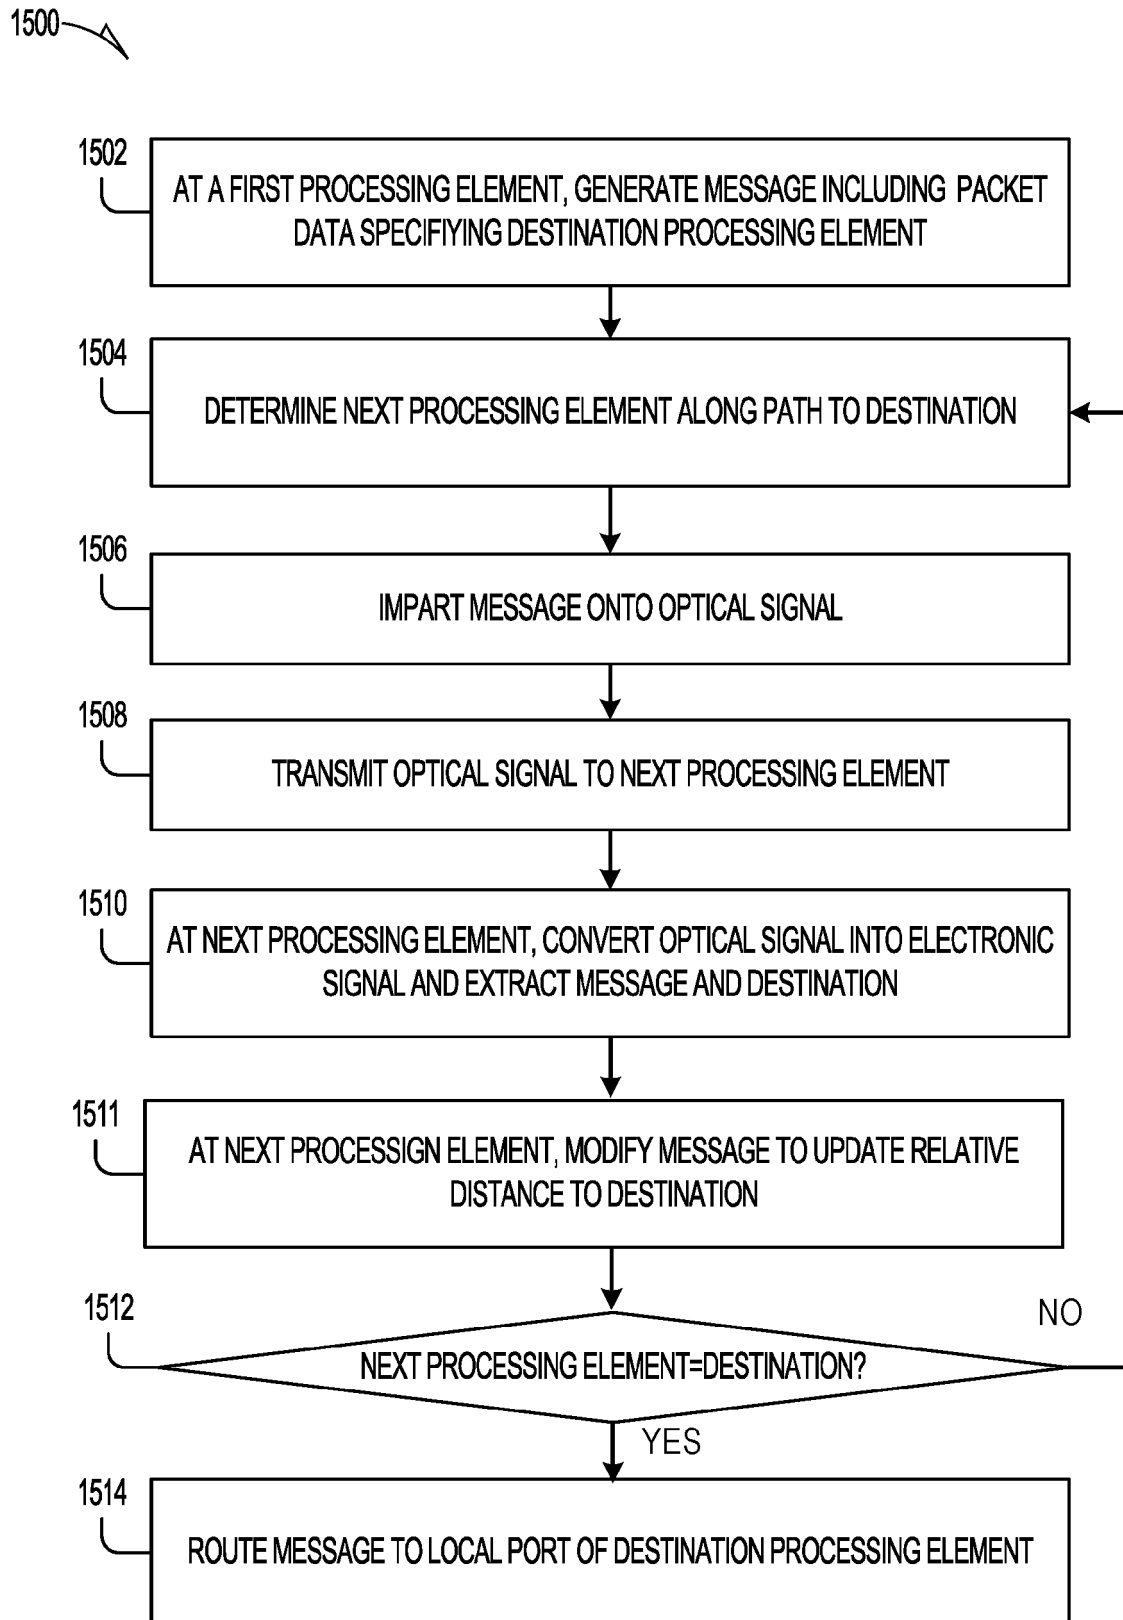 1500
1502
AT A FIRST PROCESSING ELEMENT, GENERATE MESSAGE INCLUDING PACKET
DATA SPECIFIYING DESTINATION PROCESSING ELEMENT
1504
DETERMINE NEXT PROCESSING ELEMENT ALONG PATH TO DESTINATION
1506
IMPART MESSAGE ONTO OPTICAL SIGNAL
1508
TRANSMIT OPTICAL SIGNAL TO NEXT PROCESSING ELEMENT
1510
AT NEXT PROCESSING ELEMENT, CONVERT OPTICAL SIGNAL INTO ELECTRONIC
SIGNAL AND EXTRACT MESSAGE AND DESTINATION
1511
AT NEXT PROCESSIGN ELEMENT, MODIFY MESSAGE TO UPDATE RELATIVE
DISTANCE TO DESTINATION
1512
NO
NEXT PROCESSING ELEMENT=DESTINATION?
YES
1514
ROUTE MESSAGE TO LOCAL PORT OF DESTINATION PROCESSING ELEMENT